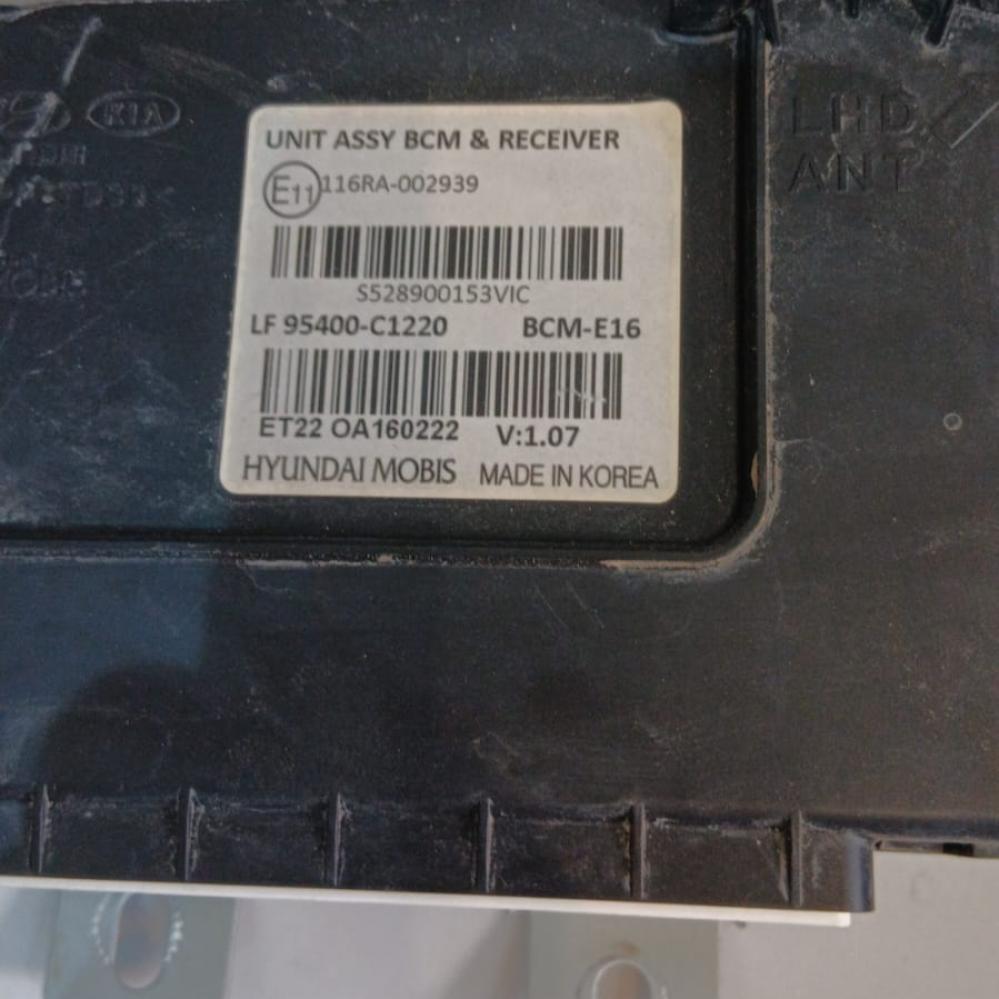 KIA
UNIT ASSY BCM & RECEIVER
E11 116RA-002939
S528900153VIC
LF 95400-C1220 BCM-E16
ET22 OA160222 V:1.07
HYUNDAI MOBIS MADE IN KOREA
LHD
ANT